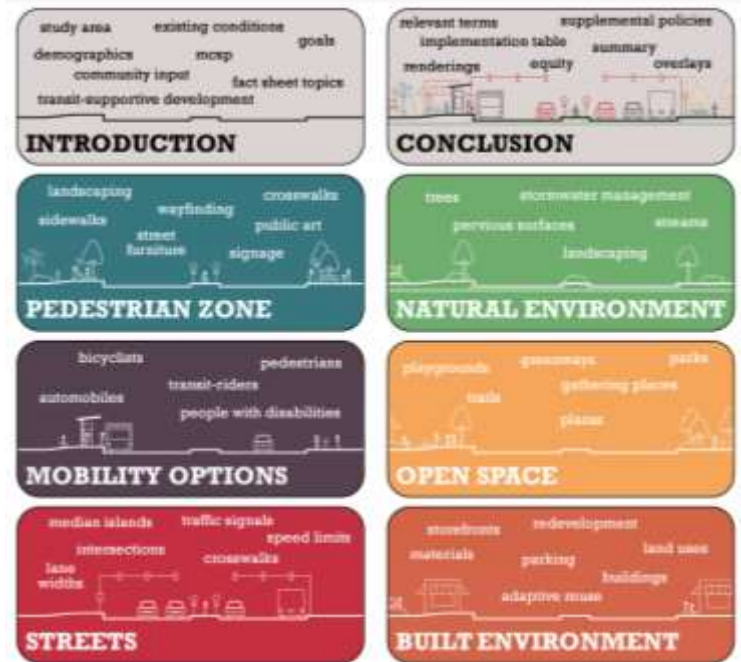 study area existing conditions
goals
demographics mcsp
community input fact sheet topics
transit-supportive development
INTRODUCTION
relevant terms supplemental policies
implementation table summary
renderings equity overlays
CONCLUSION
landscaping crosswalks
wayfinding
sidewalks public art
street
furniture signage
PEDESTRIAN ZONE
trees stormwater management
pervious surfaces streams
landscaping
NATURAL ENVIRONMENT
bicyclists pedestrians
transit-riders
automobiles
people with disabilities
MOBILITY OPTIONS
playgrounds greenways parks
gathering places
trails
plazas
OPEN SPACE
median islands traffic signals
speed limits
intersections
crosswalks
lane
widths
STREETS
storefronts redevelopment
materials parking land uses
buildings
adaptive reuse
BUILT ENVIRONMENT